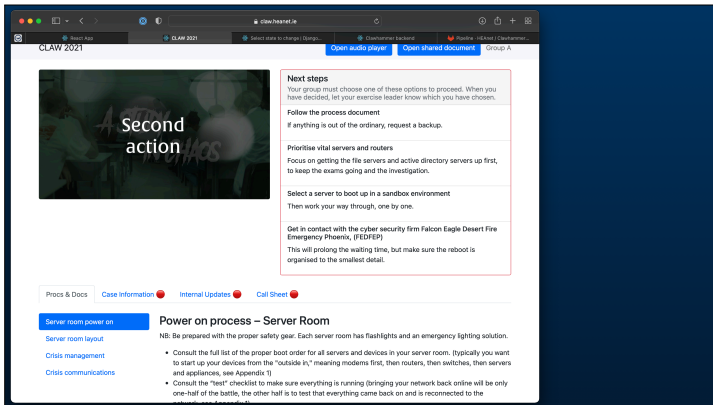 claw.heanet.ie
React App
CLAW 2021
Select state to change | Django...
Clawhammer backend
Pipeline · HEAnet | Clawhammer...
CLAW 2021
Open audio player
Open shared document
Group A
Second
action
Next steps
Your group must choose one of these options to proceed. When you
have decided, let your exercise leader know which you have chosen.
Follow the process document
If anything is out of the ordinary, request a backup.
Prioritise vital servers and routers
Focus on getting the file servers and active directory servers up first,
to keep the exams going and the investigation.
Select a server to boot up in a sandbox environment
Then work your way through, one by one.
Get in contact with the cyber security firm Falcon Eagle Desert Fire
Emergency Phoenix, (FEDFEP)
This will prolong the waiting time, but make sure the reboot is
organised to the smallest detail.
Procs & Docs
Case Information
Internal Updates
Call Sheet
Server room power on
Server room layout
Crisis management
Crisis communications
Power on process – Server Room
NB: Be prepared with the proper safety gear. Each server room has flashlights and an emergency lighting solution.
• Consult the full list of the proper boot order for all servers and devices in your server room. (typically you want
to start up your devices from the "outside in," meaning modems first, then routers, then switches, then servers
and appliances, see Appendix 1)
• Consult the "test" checklist to make sure everything is running (bringing your network back online will be only
one-half of the battle, the other half is to test that everything came back on and is reconnected to the